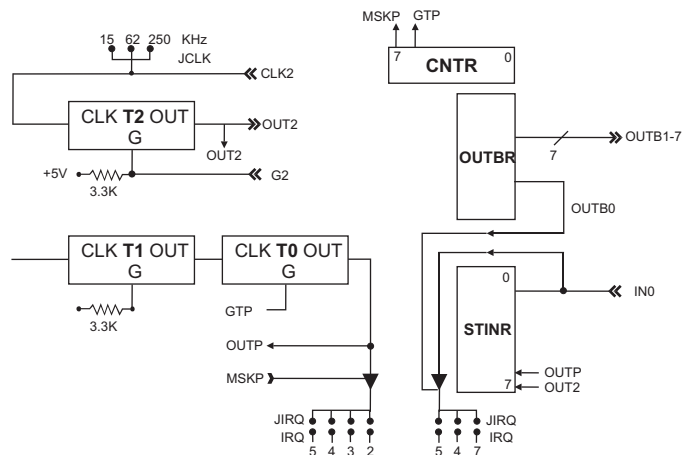 15 62 250 KHz
JCLK
CLK2
CLK T2 OUT
G
OUT2
OUT2
+5V
3.3K
G2
MSKP GTP
7 CNTR 0
OUTBR
7
OUTB1-7
OUTB0
CLK T1 OUT
G
3.3K
CLK T0 OUT
G
GTP
OUTP
MSKP
JIRQ
IRQ
5 4 3 2
0
STINR
7
IN0
OUTP
OUT2
JIRQ
IRQ
5 4 7